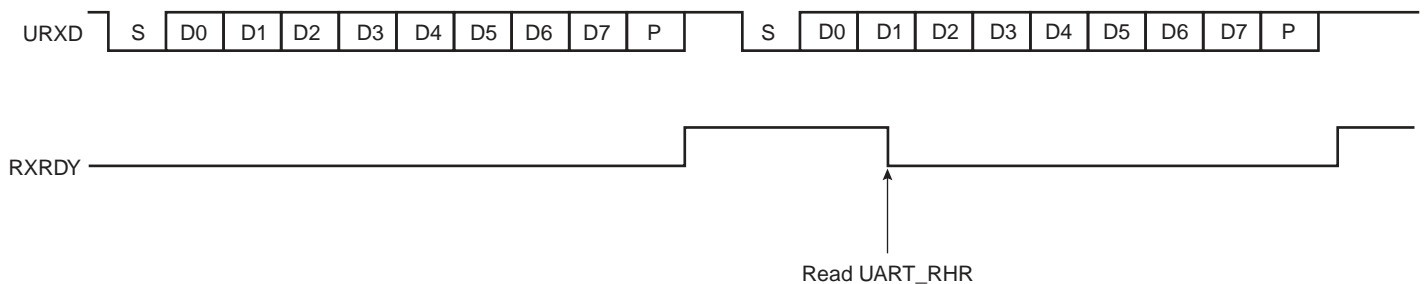 URXD S D0 D1 D2 D3 D4 D5 D6 D7 P S D0 D1 D2 D3 D4 D5 D6 D7 P
RXRDY
Read UART_RHR